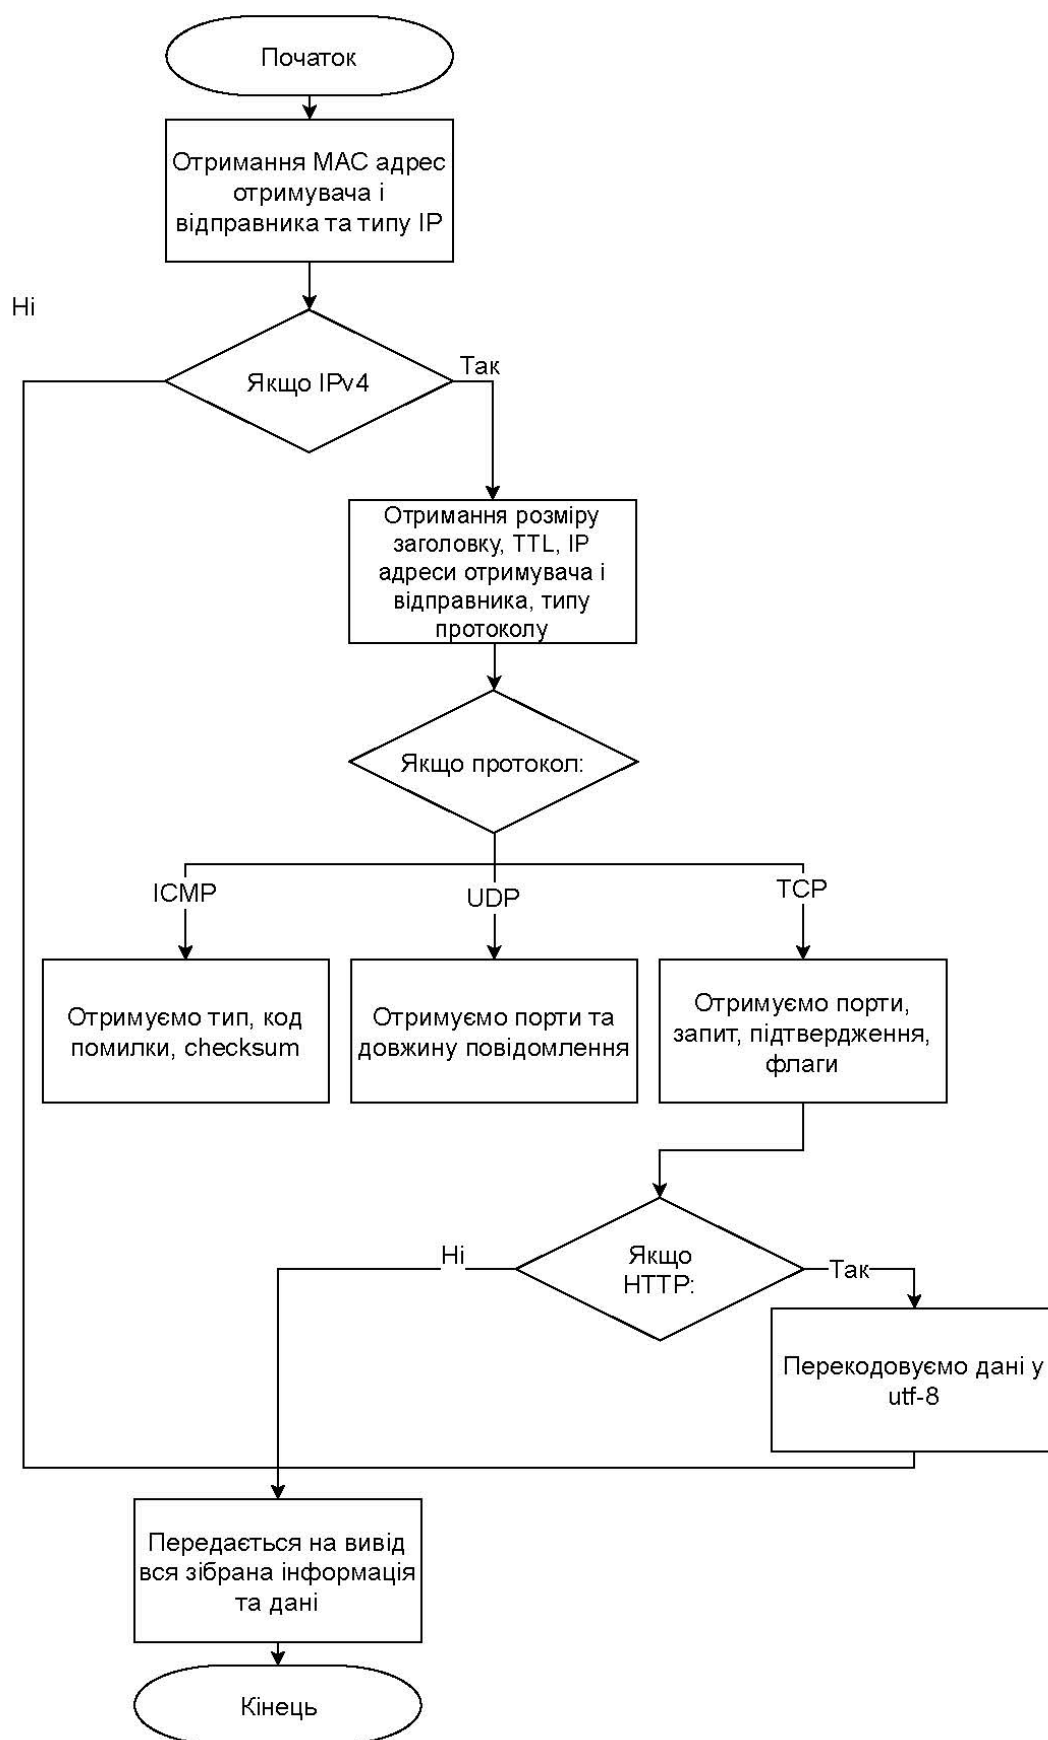 Початок
Отримання MAC адрес
отримувача і
відправника та типу IP
Ні
Якщо IPv4
Так
Отримання розміру
заголовку, TTL, IP
адреси отримувача і
відправника, типу
протоколу
Якщо протокол:
ICMP
UDP
TCP
Отримуємо тип, код
помилки, checksum
Отримуємо порти та
довжину повідомлення
Отримуємо порти,
запит, підтвердження,
флаги
Ні
Якщо
HTTP:
Так
Перекодовуємо дані у
utf-8
Передається на вивід
вся зібрана інформація
та дані
Кінець